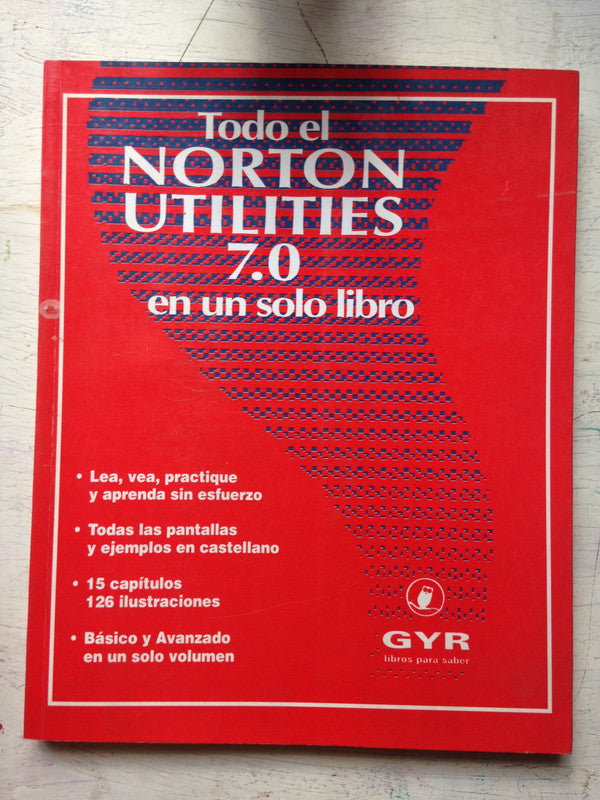 Todo el
NORTON
UTILITIES
7.0
en un solo libro
• Lea, vea, practique
y aprenda sin esfuerzo
• Todas las pantallas
y ejemplos en castellano
• 15 capítulos
126 ilustraciones
• Básico y Avanzado
en un solo volumen
GYR
libros para saber